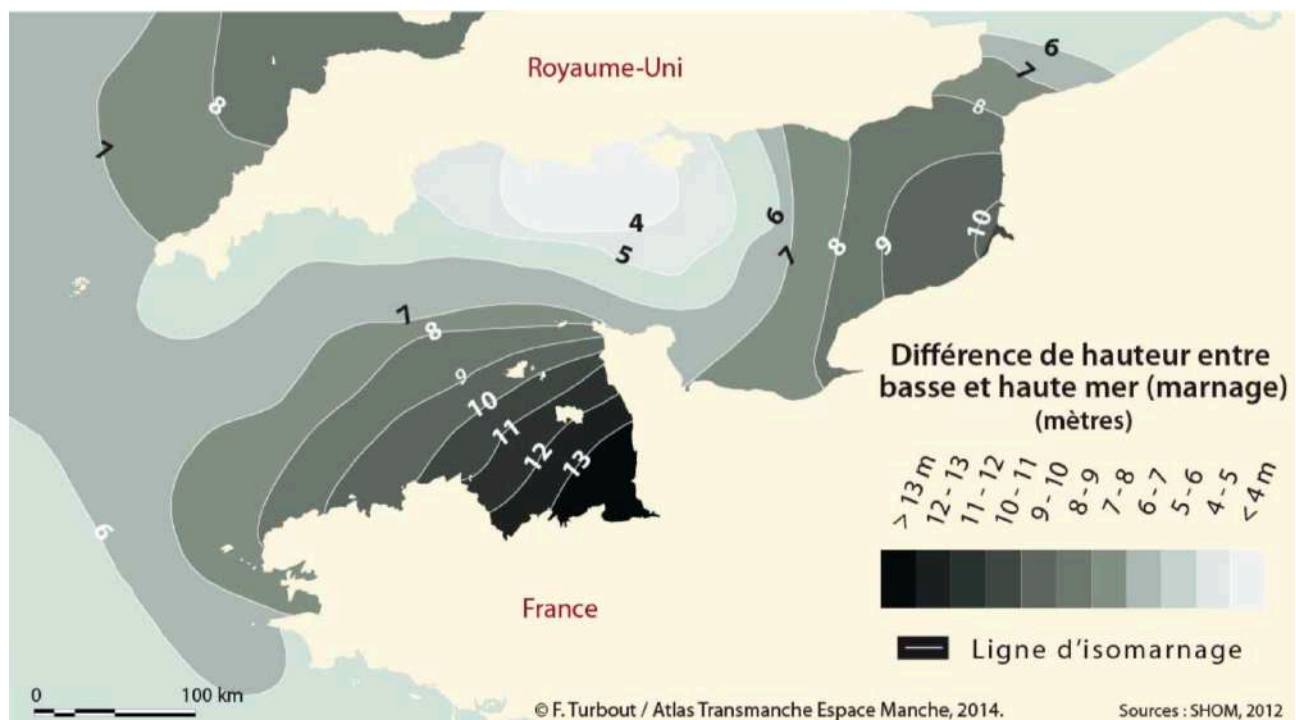 6
7
8
7
Royaume-Uni
8
4
5
6
7
8
9
10
7
8
9
10
11
12
13
6
France
Différence de hauteur entre
basse et haute mer (marnage)
(mètres)
> 13 m
12 - 13
11 - 12
10 - 11
9 - 10
8 - 9
7 - 8
6 - 7
5 - 6
4 - 5
< 4 m
Ligne d'isomarnage
0 100 km
© F. Turbout / Atlas Transmanche Espace Manche, 2014.
Sources : SHOM, 2012